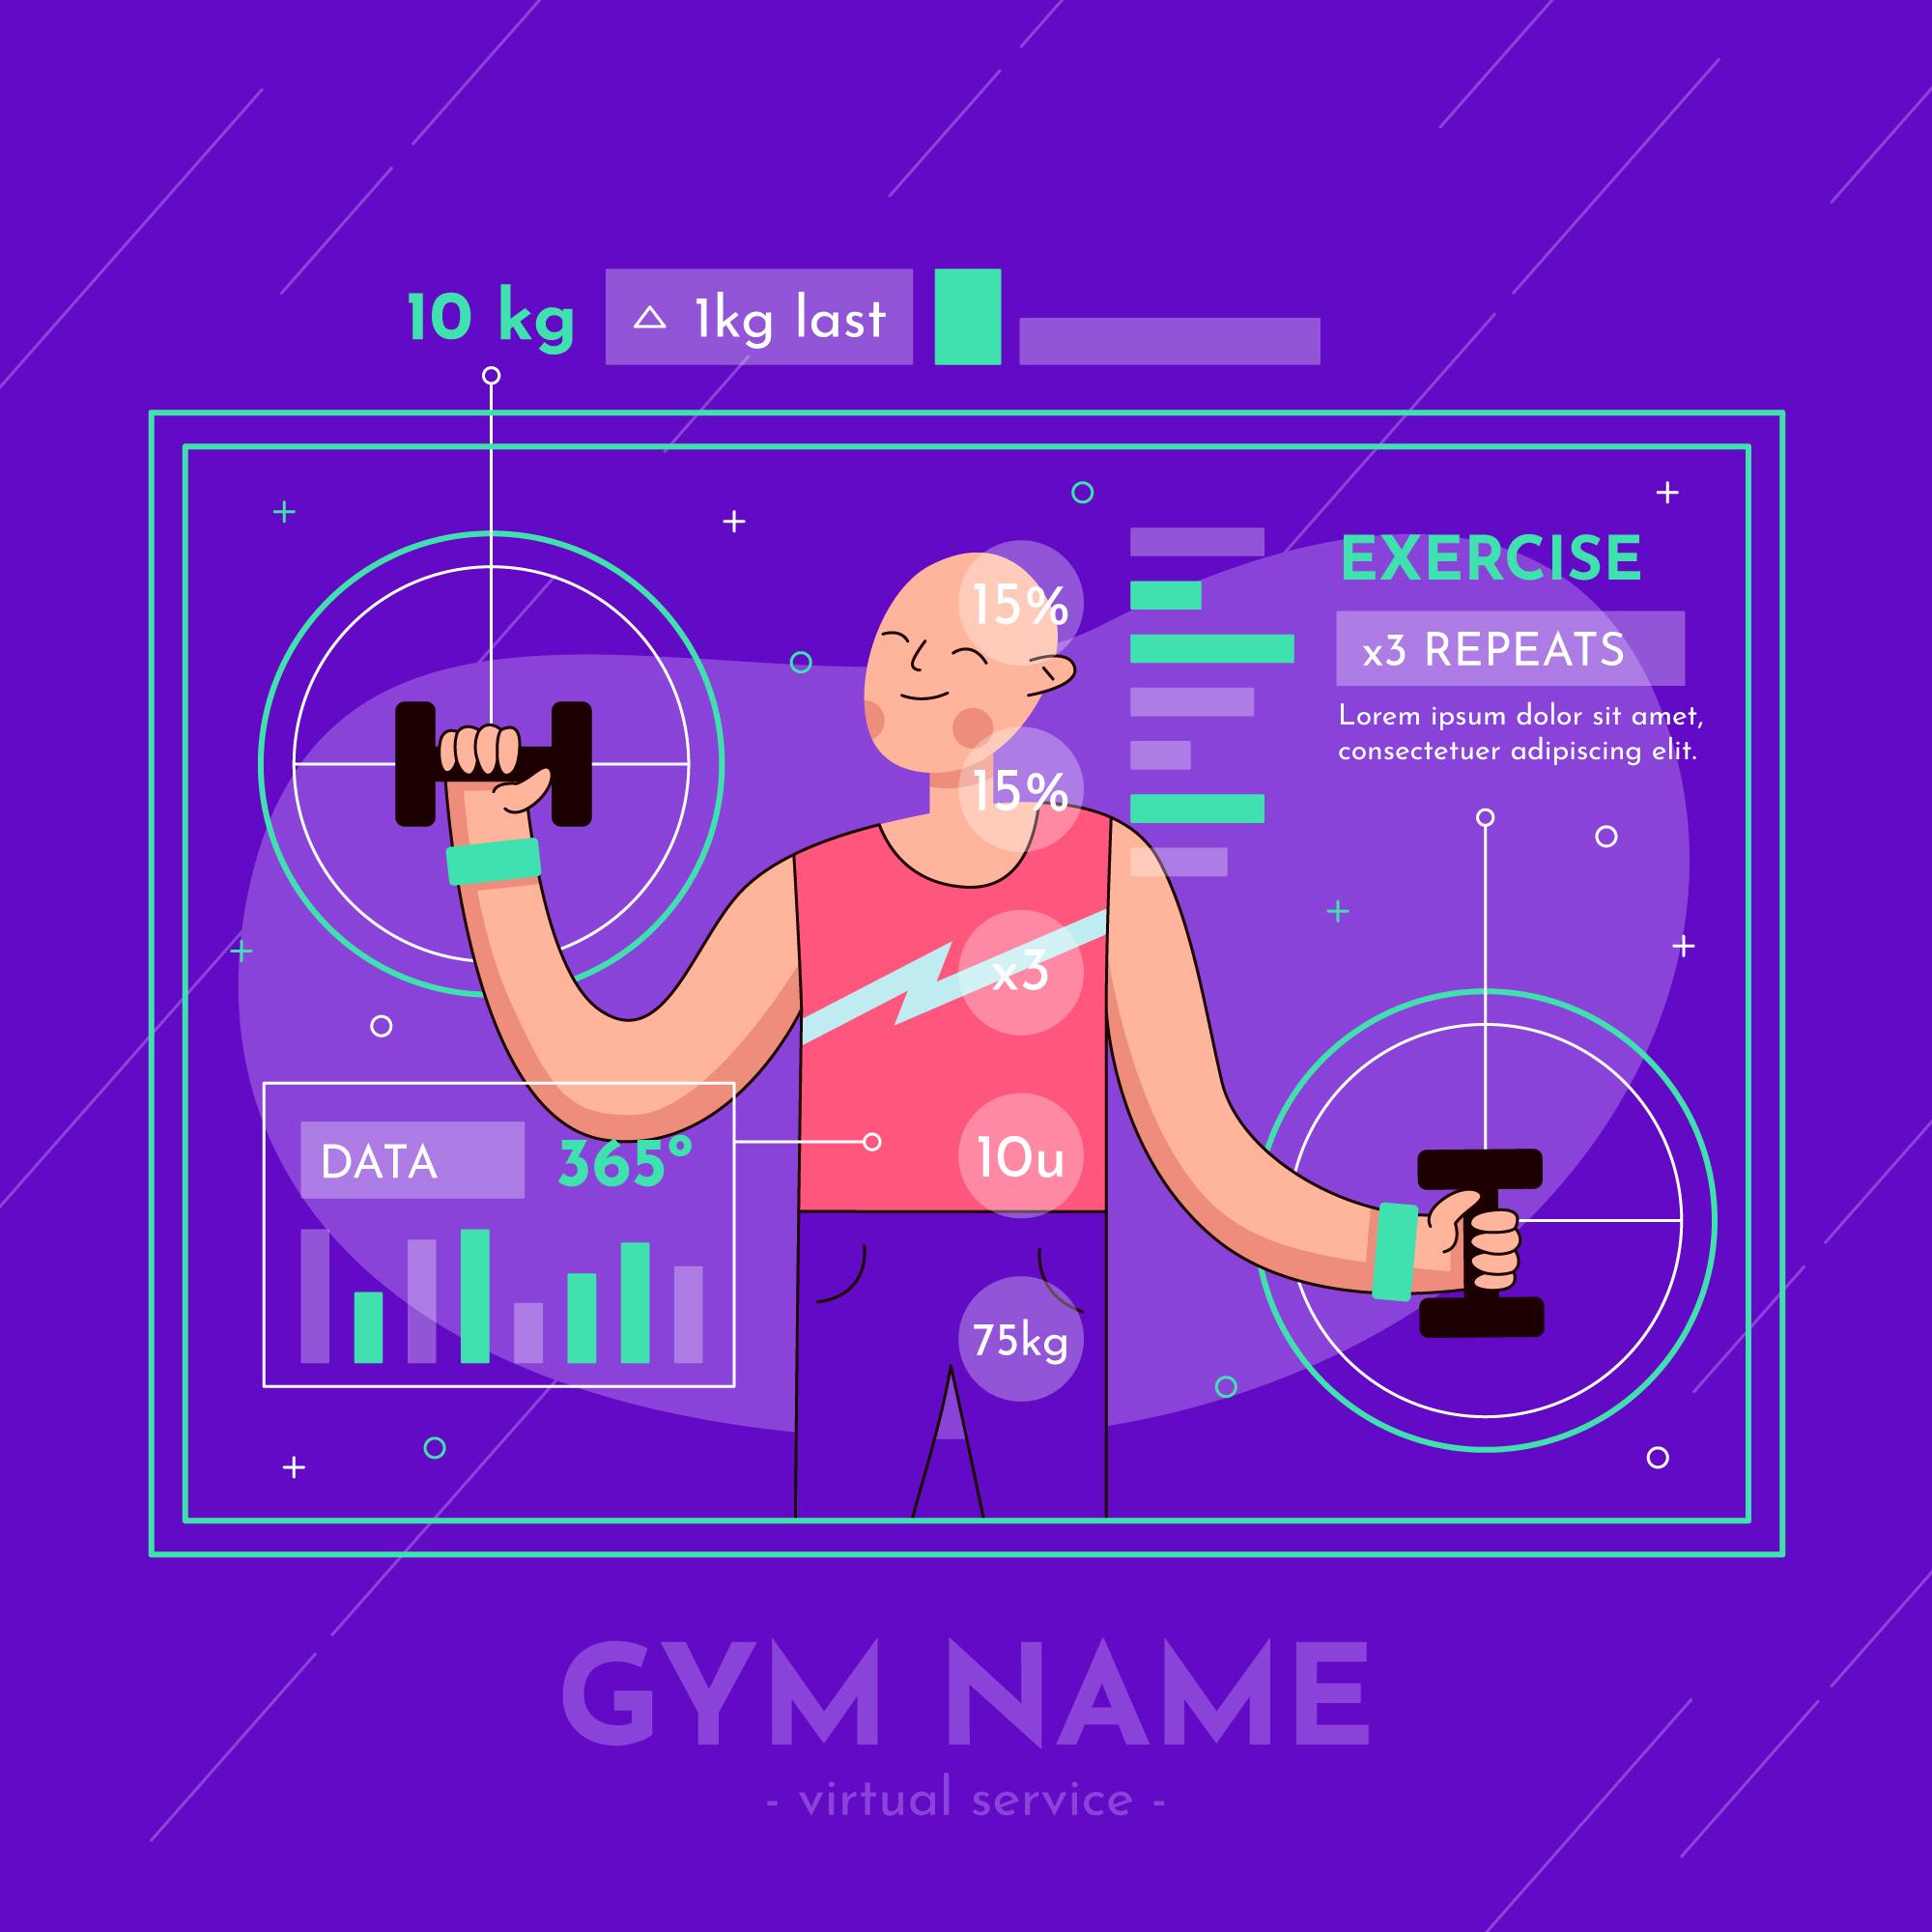 10 kg
1kg last
EXERCISE
x3 REPEATS
Lorem ipsum dolor sit amet,
consectetuer adipiscing elit.
15%
15%
x3
10u
75kg
DATA
365°
GYM NAME
- virtual service -